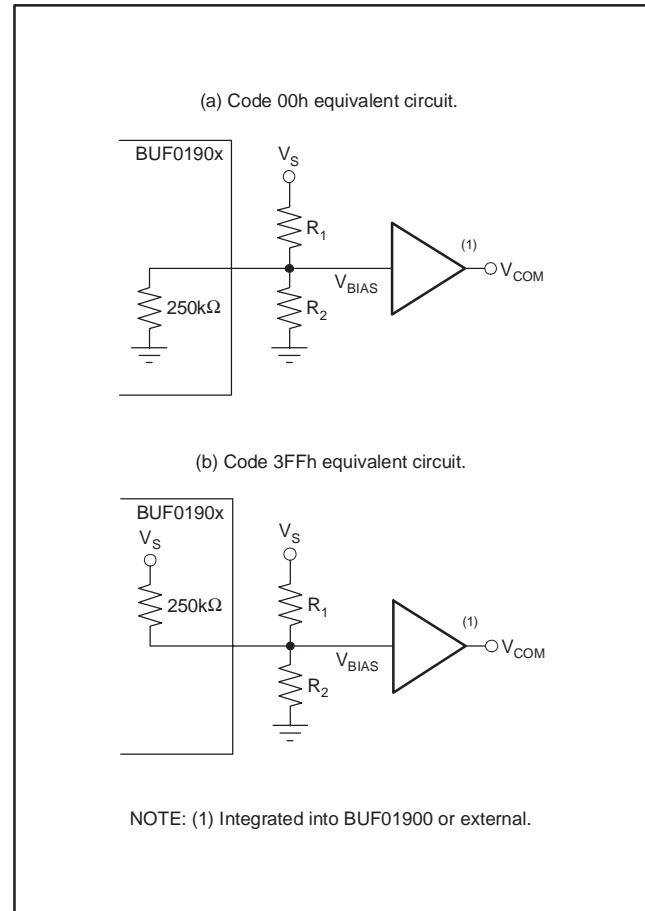 (a) Code 00h equivalent circuit.
BUF0190x
V_S
R_1
(1)
V_COM
V_BIAS
250kΩ
R_2
(b) Code 3FFh equivalent circuit.
BUF0190x
V_S
V_S
250kΩ
R_1
(1)
V_COM
V_BIAS
R_2
NOTE: (1) Integrated into BUF01900 or external.